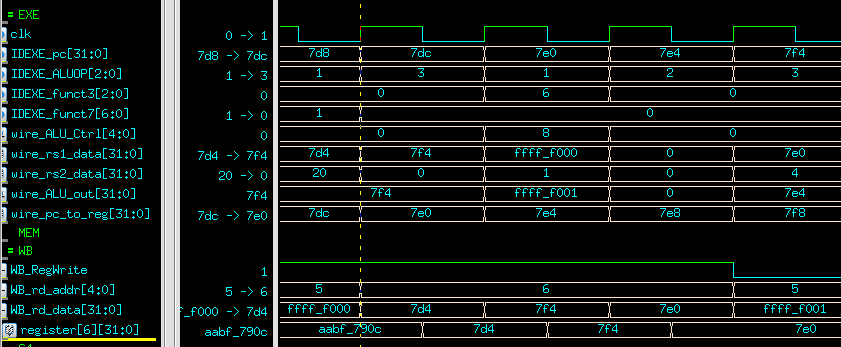 = EXE
clk 0 -> 1
IDEXE_pc[31:0] 7d8 -> 7dc 7d8 7dc 7e0 7e4 7f4
IDEXE_ALUOP[2:0] 1 -> 3 1 3 1 2 3
IDEXE_funct3[2:0] 0 0 6 0
IDEXE_funct7[6:0] 1 -> 0 1 0
wire_ALU_Ctrl[4:0] 0 0 8 0
wire_rs1_data[31:0] 7d4 -> 7f4 7d4 7f4 ffff_f000 0 7e0
wire_rs2_data[31:0] 20 -> 0 20 0 1 0 4
wire_ALU_out[31:0] 7f4 7f4 ffff_f001 0 7e4
wire_pc_to_reg[31:0] 7dc -> 7e0 7dc 7e0 7e4 7e8 7f8
MEM
= WB
WB_RegWrite 1
WB_rd_addr[4:0] 5 -> 6 5 6 5
WB_rd_data[31:0] f_f000 -> 7d4 ffff_f000 7d4 7f4 7e0 ffff_f001
register[6][31:0] aabf_790c aabf_790c 7d4 7f4 7e0